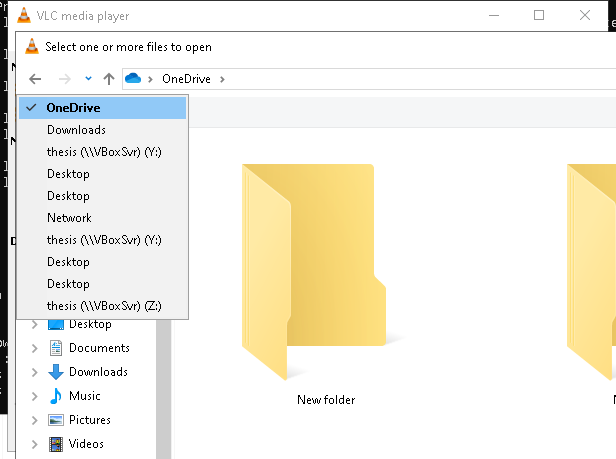 VLC media player
Select one or more files to open
OneDrive
OneDrive
Downloads
thesis (\\VBoxSvr) (Y:)
Desktop
Desktop
Network
thesis (\\VBoxSvr) (Y:)
Desktop
Desktop
thesis (\\VBoxSvr) (Z:)
Desktop
Documents
Downloads
Music
Pictures
Videos
New folder